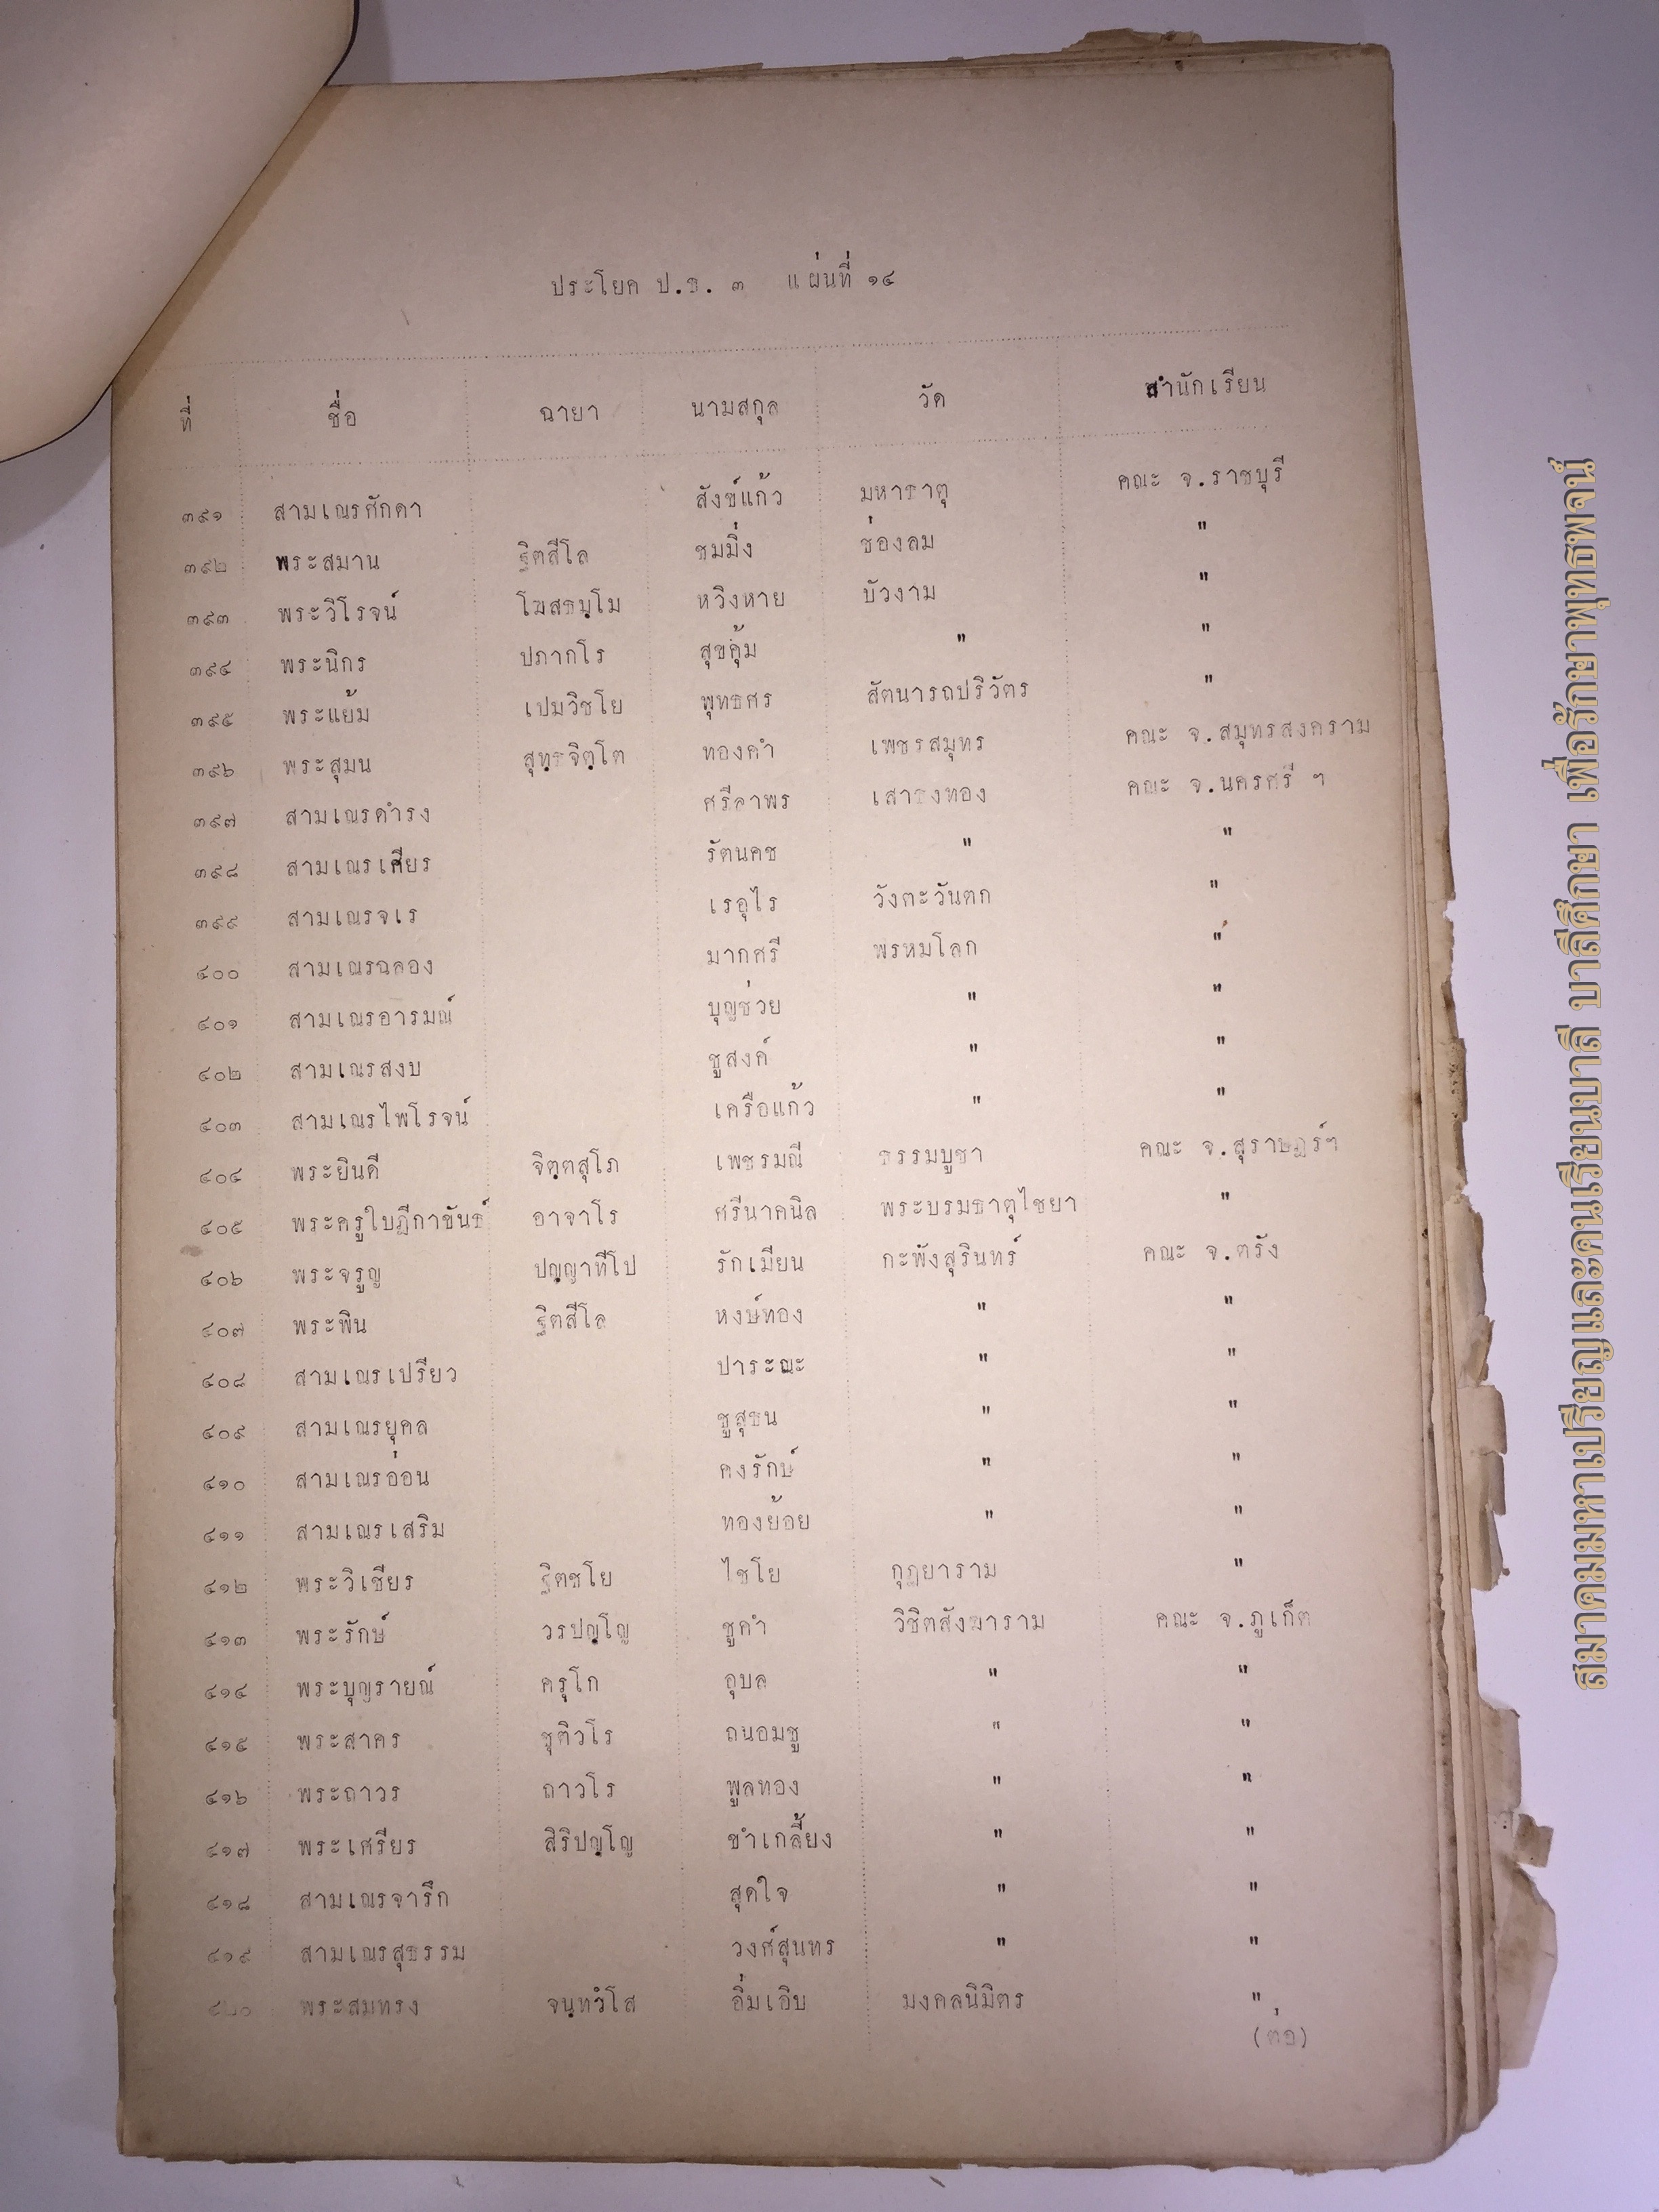 ประโยค ป.ธ. ๓ แผ่นที่ ๑๔
ที่ ชื่อ ฉายา นามสกุล วัด สำนักเรียน
๓๙๑ สามเณรศักดา สังข์แก้ว มหาธาตุ คณะ จ.ราชบุรี
๓๙๒ พระสมาน ฐิตสีโล ชมมิ่ง ช่องลม "
๓๙๓ พระวิโรจน์ โฆสธมฺโม หวิงหาย บัวงาม "
๓๙๔ พระนิกร ปภากโร สุขคุ้ม " "
๓๙๕ พระแย้ม เปมวิชโย พุทธศร สัตนารถปริวัตร "
๓๙๖ พระสุมน สุทฺธจิตฺโต ทองคำ เพชรสมุทร คณะ จ.สมุทรสงคราม
๓๙๗ สามเณรดำรง ศรีลาพร เสาธงทอง คณะ จ.นครศรี ฯ
๓๙๘ สามเณรเศียร รัตนคช " "
๓๙๙ สามเณรจเร เรอุไร วังตะวันตก "
๔๐๐ สามเณรฉลอง มากศรี พรหมโลก "
๔๐๑ สามเณรอารมณ์ บุญช่วย " "
๔๐๒ สามเณรสงบ ชูสงค์ " "
๔๐๓ สามเณรไพโรจน์ เครือแก้ว " "
๔๐๔ พระยินดี จิตฺตสุโภ เพชรมณี ธรรมบูชา คณะ จ.สุราษฎร์ฯ
๔๐๕ พระครูใบฎีกาขันธ์ อาจาโร ศรีนาคนิล พระบรมธาตุไชยา "
๔๐๖ พระจรูญ ปญฺญาทีโป รักเมียน กะพังสุรินทร์ คณะ จ.ตรัง
๔๐๗ พระพิน ฐิตสีโล หงษ์ทอง " "
๔๐๘ สามเณรเปรียว ปาระณะ " "
๔๐๙ สามเณรยุคล ชูสุชน " "
๔๑๐ สามเณรอ่อน คงรักษ์ " "
๔๑๑ สามเณรเสริม ทองย้อย " "
๔๑๒ พระวิเชียร ฐิตชโย ไชโย กุฎยาราม "
๔๑๓ พระรักษ์ วรปญฺโญ ชูคำ วิชิตสังฆาราม คณะ จ.ภูเก็ต
๔๑๔ พระบุญรายณ์ ครุโก อุบล " "
๔๑๕ พระสาคร ชุติวโร ถนอมชู " "
๔๑๖ พระถาวร ถาวโร พูลทอง " "
๔๑๗ พระเศรียร สิริปญฺโญ ขำเกลี้ยง " "
๔๑๘ สามเณรจารึก สุดใจ " "
๔๑๙ สามเณรสุธรรม วงศ์สุนทร " "
๔๒๐ พระสมทรง จนฺทวํโส อิ่มเอิบ มงคลนิมิตร "
(ต่อ)
สมาคมมหาเปรียญและคนเรียนบาลี บาลีศึกษา เพื่อรักษาพุทธพจน์